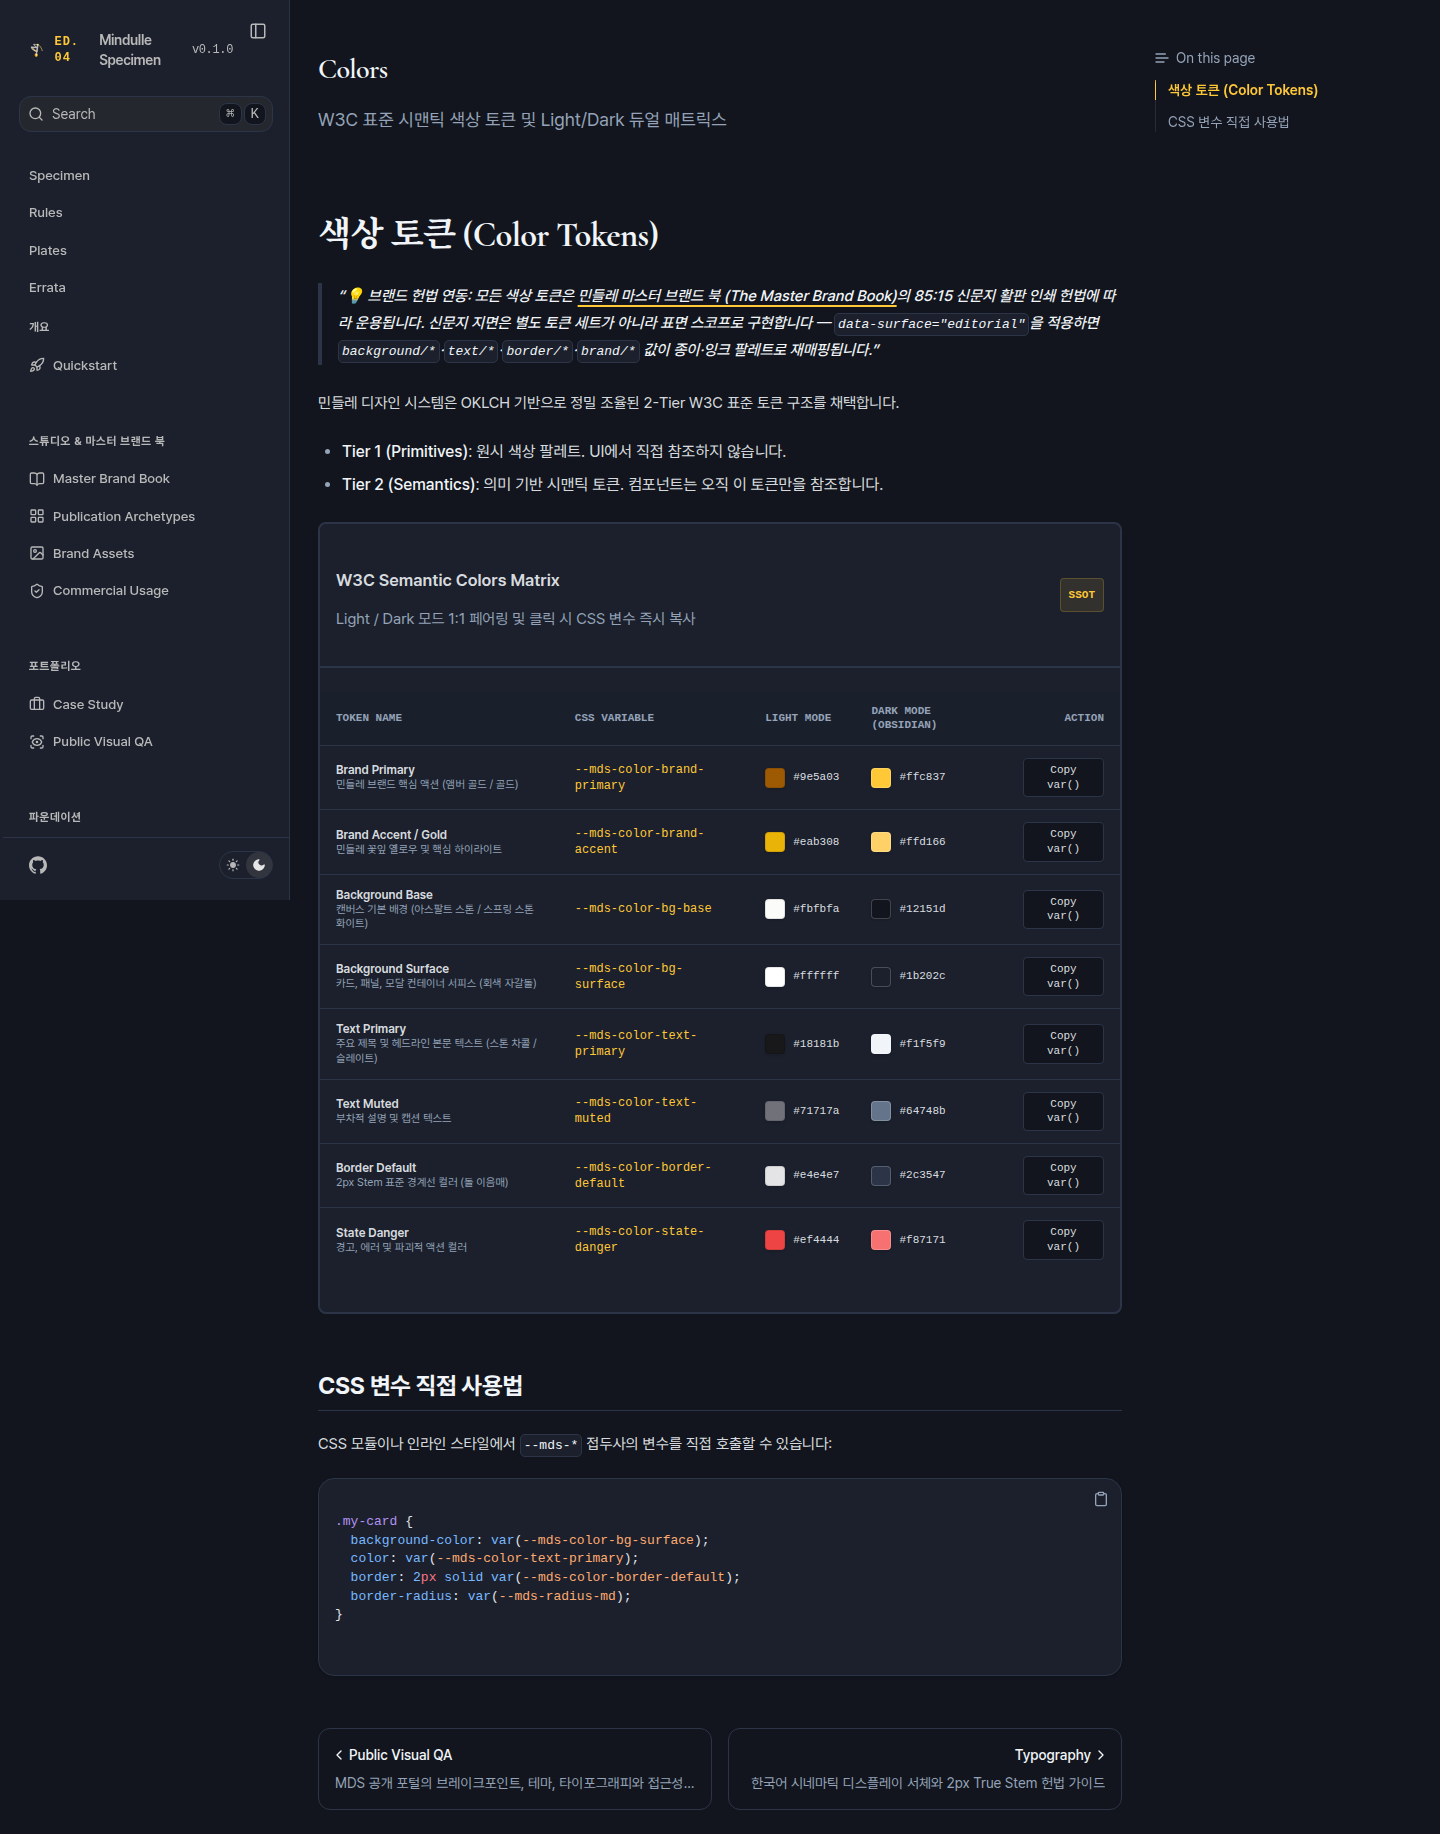 ED.
04
Mindulle
Specimen
v0.1.0
Search
⌘ K
Specimen
Rules
Plates
Errata
개요
Quickstart
스튜디오 & 마스터 브랜드 북
Master Brand Book
Publication Archetypes
Brand Assets
Commercial Usage
포트폴리오
Case Study
Public Visual QA
파운데이션
Colors
W3C 표준 시맨틱 색상 토큰 및 Light/Dark 듀얼 매트릭스
색상 토큰 (Color Tokens)
“💡 브랜드 헌법 연동: 모든 색상 토큰은 민들레 마스터 브랜드 북 (The Master Brand Book)의 85:15 신문지 활판 인쇄 헌법에 따
라 운용됩니다. 신문지 지면은 별도 토큰 세트가 아니라 표면 스코프로 구현합니다 — data-surface="editorial"을 적용하면
background/*·text/*·border/*·brand/* 값이 종이·잉크 팔레트로 재매핑됩니다.”
민들레 디자인 시스템은 OKLCH 기반으로 정밀 조율된 2-Tier W3C 표준 토큰 구조를 채택합니다.
• Tier 1 (Primitives): 원시 색상 팔레트. UI에서 직접 참조하지 않습니다.
• Tier 2 (Semantics): 의미 기반 시맨틱 토큰. 컴포넌트는 오직 이 토큰만을 참조합니다.
W3C Semantic Colors Matrix
Light / Dark 모드 1:1 페어링 및 클릭 시 CSS 변수 즉시 복사
SSOT
TOKEN NAME
CSS VARIABLE
LIGHT MODE
DARK MODE
(OBSIDIAN)
ACTION
Brand Primary
민들레 브랜드 핵심 액션 (앰버 골드 / 골드)
--mds-color-brand-
primary
#9e5a03
#ffc837
Copy
var()
Brand Accent / Gold
민들레 꽃잎 옐로우 및 핵심 하이라이트
--mds-color-brand-
accent
#eab308
#ffd166
Copy
var()
Background Base
캔버스 기본 배경 (아스팔트 스톤 / 스프링 스톤
화이트)
--mds-color-bg-base
#fbfbfa
#12151d
Copy
var()
Background Surface
카드, 패널, 모달 컨테이너 서피스 (회색 자갈돌)
--mds-color-bg-
surface
#ffffff
#1b202c
Copy
var()
Text Primary
주요 제목 및 헤드라인 본문 텍스트 (스톤 차콜 /
슬레이트)
--mds-color-text-
primary
#18181b
#f1f5f9
Copy
var()
Text Muted
부차적 설명 및 캡션 텍스트
--mds-color-text-
muted
#71717a
#64748b
Copy
var()
Border Default
2px Stem 표준 경계선 컬러 (돌 이음매)
--mds-color-border-
default
#e4e4e7
#2c3547
Copy
var()
State Danger
경고, 에러 및 파괴적 액션 컬러
--mds-color-state-
danger
#ef4444
#f87171
Copy
var()
CSS 변수 직접 사용법
CSS 모듈이나 인라인 스타일에서 --mds-* 접두사의 변수를 직접 호출할 수 있습니다:
.my-card {
  background-color: var(--mds-color-bg-surface);
  color: var(--mds-color-text-primary);
  border: 2px solid var(--mds-color-border-default);
  border-radius: var(--mds-radius-md);
}
Public Visual QA
MDS 공개 포털의 브레이크포인트, 테마, 타이포그래피와 접근성...
Typography
한국어 시네마틱 디스플레이 서체와 2px True Stem 헌법 가이드
On this page
색상 토큰 (Color Tokens)
CSS 변수 직접 사용법